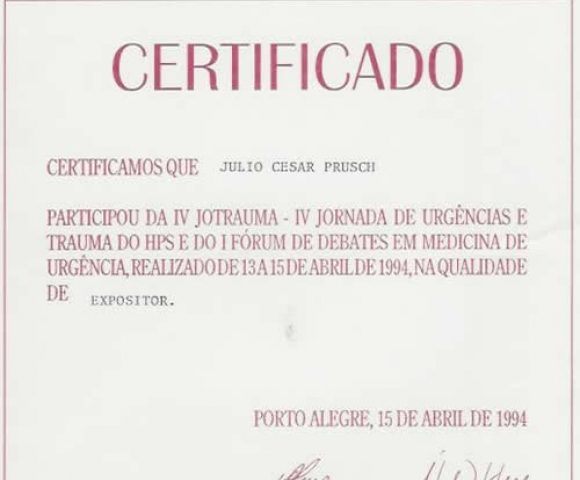 CERTIFICADO
CERTIFICAMOS QUE JULIO CESAR PRUSCH
PARTICIPOU DA IV JOTRAUMA - IV JORNADA DE URGÊNCIAS E
TRAUMA DO HPS E DO I FÓRUM DE DEBATES EM MEDICINA DE
URGÊNCIA, REALIZADO DE 13 A 15 DE ABRIL DE 1994, NA QUALIDADE
DE EXPOSITOR.
PORTO ALEGRE, 15 DE ABRIL DE 1994